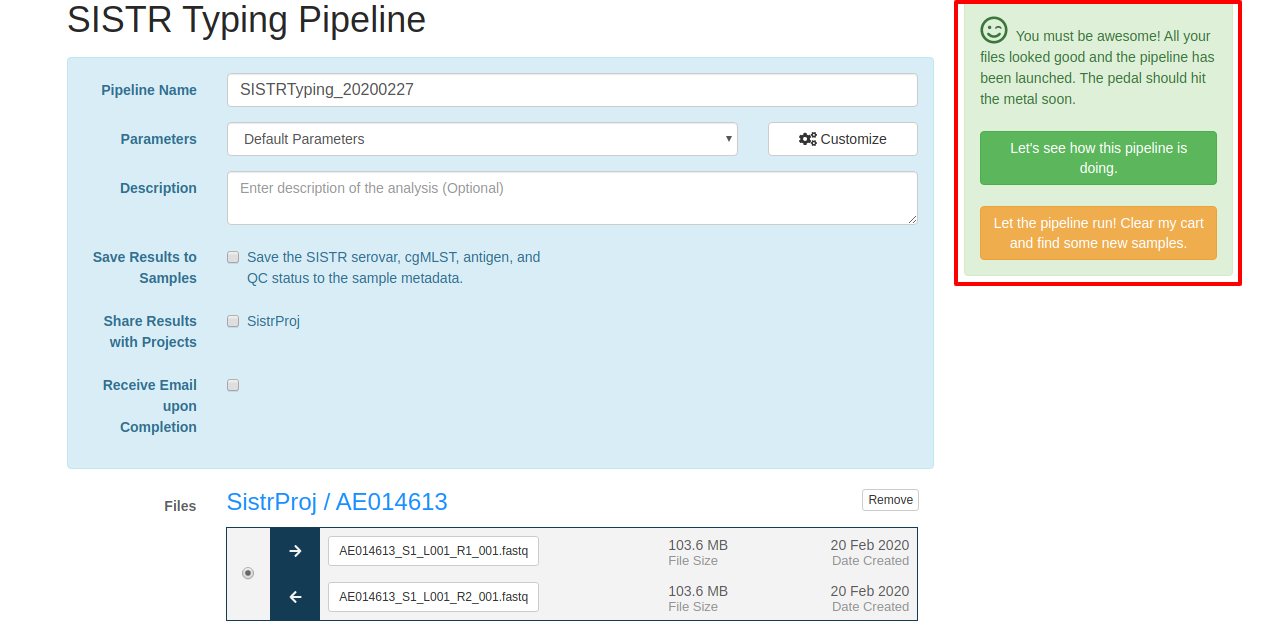 SISTR Typing Pipeline
Pipeline Name
SISTRTyping_20200227
Parameters
Default Parameters
Customize
Description
Enter description of the analysis (Optional)
Save Results to
Samples
Save the SISTR serovar, cgMLST, antigen, and
QC status to the sample metadata.
Share Results
with Projects
SistrProj
Receive Email
upon
Completion
Files
SistrProj / AE014613
Remove
AE014613_S1_L001_R1_001.fastq
103.6 MB
File Size
20 Feb 2020
Date Created
AE014613_S1_L001_R2_001.fastq
103.6 MB
File Size
20 Feb 2020
Date Created
You must be awesome! All your
files looked good and the pipeline has
been launched. The pedal should hit
the metal soon.
Let's see how this pipeline is
doing.
Let the pipeline run! Clear my cart
and find some new samples.